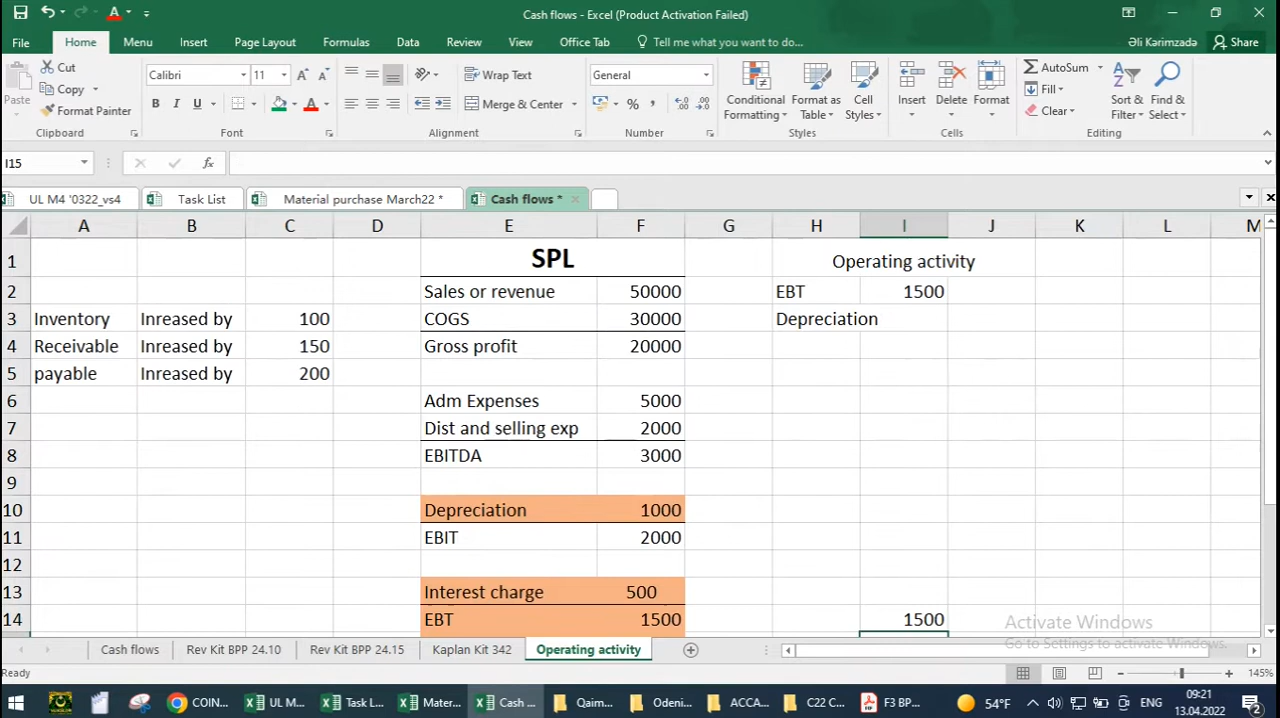 Cash flows - Excel (Product Activation Failed)
File Home Menu Insert Page Layout Formulas Data Review View Office Tab Tell me what you want to do... Əli Kərimzadə Share
Paste Cut Copy Format Painter Clipboard
Calibri 11 A A B I U A Font
Wrap Text Merge & Center Alignment
General % , Number
Conditional Formatting Format as Table Cell Styles Styles
Insert Delete Format Cells
AutoSum Fill Clear Sort & Filter Find & Select Editing
I15 fx
UL M4 '0322_vs4 Task List Material purchase March22 * Cash flows *
A B C D E F G H I J K L M
1 SPL Operating activity
2 Sales or revenue 50000 EBT 1500
3 Inventory Inreased by 100 COGS 30000 Depreciation
4 Receivable Inreased by 150 Gross profit 20000
5 payable Inreased by 200
6 Adm Expenses 5000
7 Dist and selling exp 2000
8 EBITDA 3000
9
10 Depreciation 1000
11 EBIT 2000
12
13 Interest charge 500
14 EBT 1500 1500
Activate Windows
Go to Settings to activate Windows.
Cash flows Rev Kit BPP 24.10 Rev Kit BPP 24.15 Kaplan Kit 342 Operating activity
Ready 145%
COIN... UL M... Task L... Mater... Cash ... Qaim... Odeni... ACCA... C22 C... F3 BP... 54°F ENG 09:21
13.04.2022 2